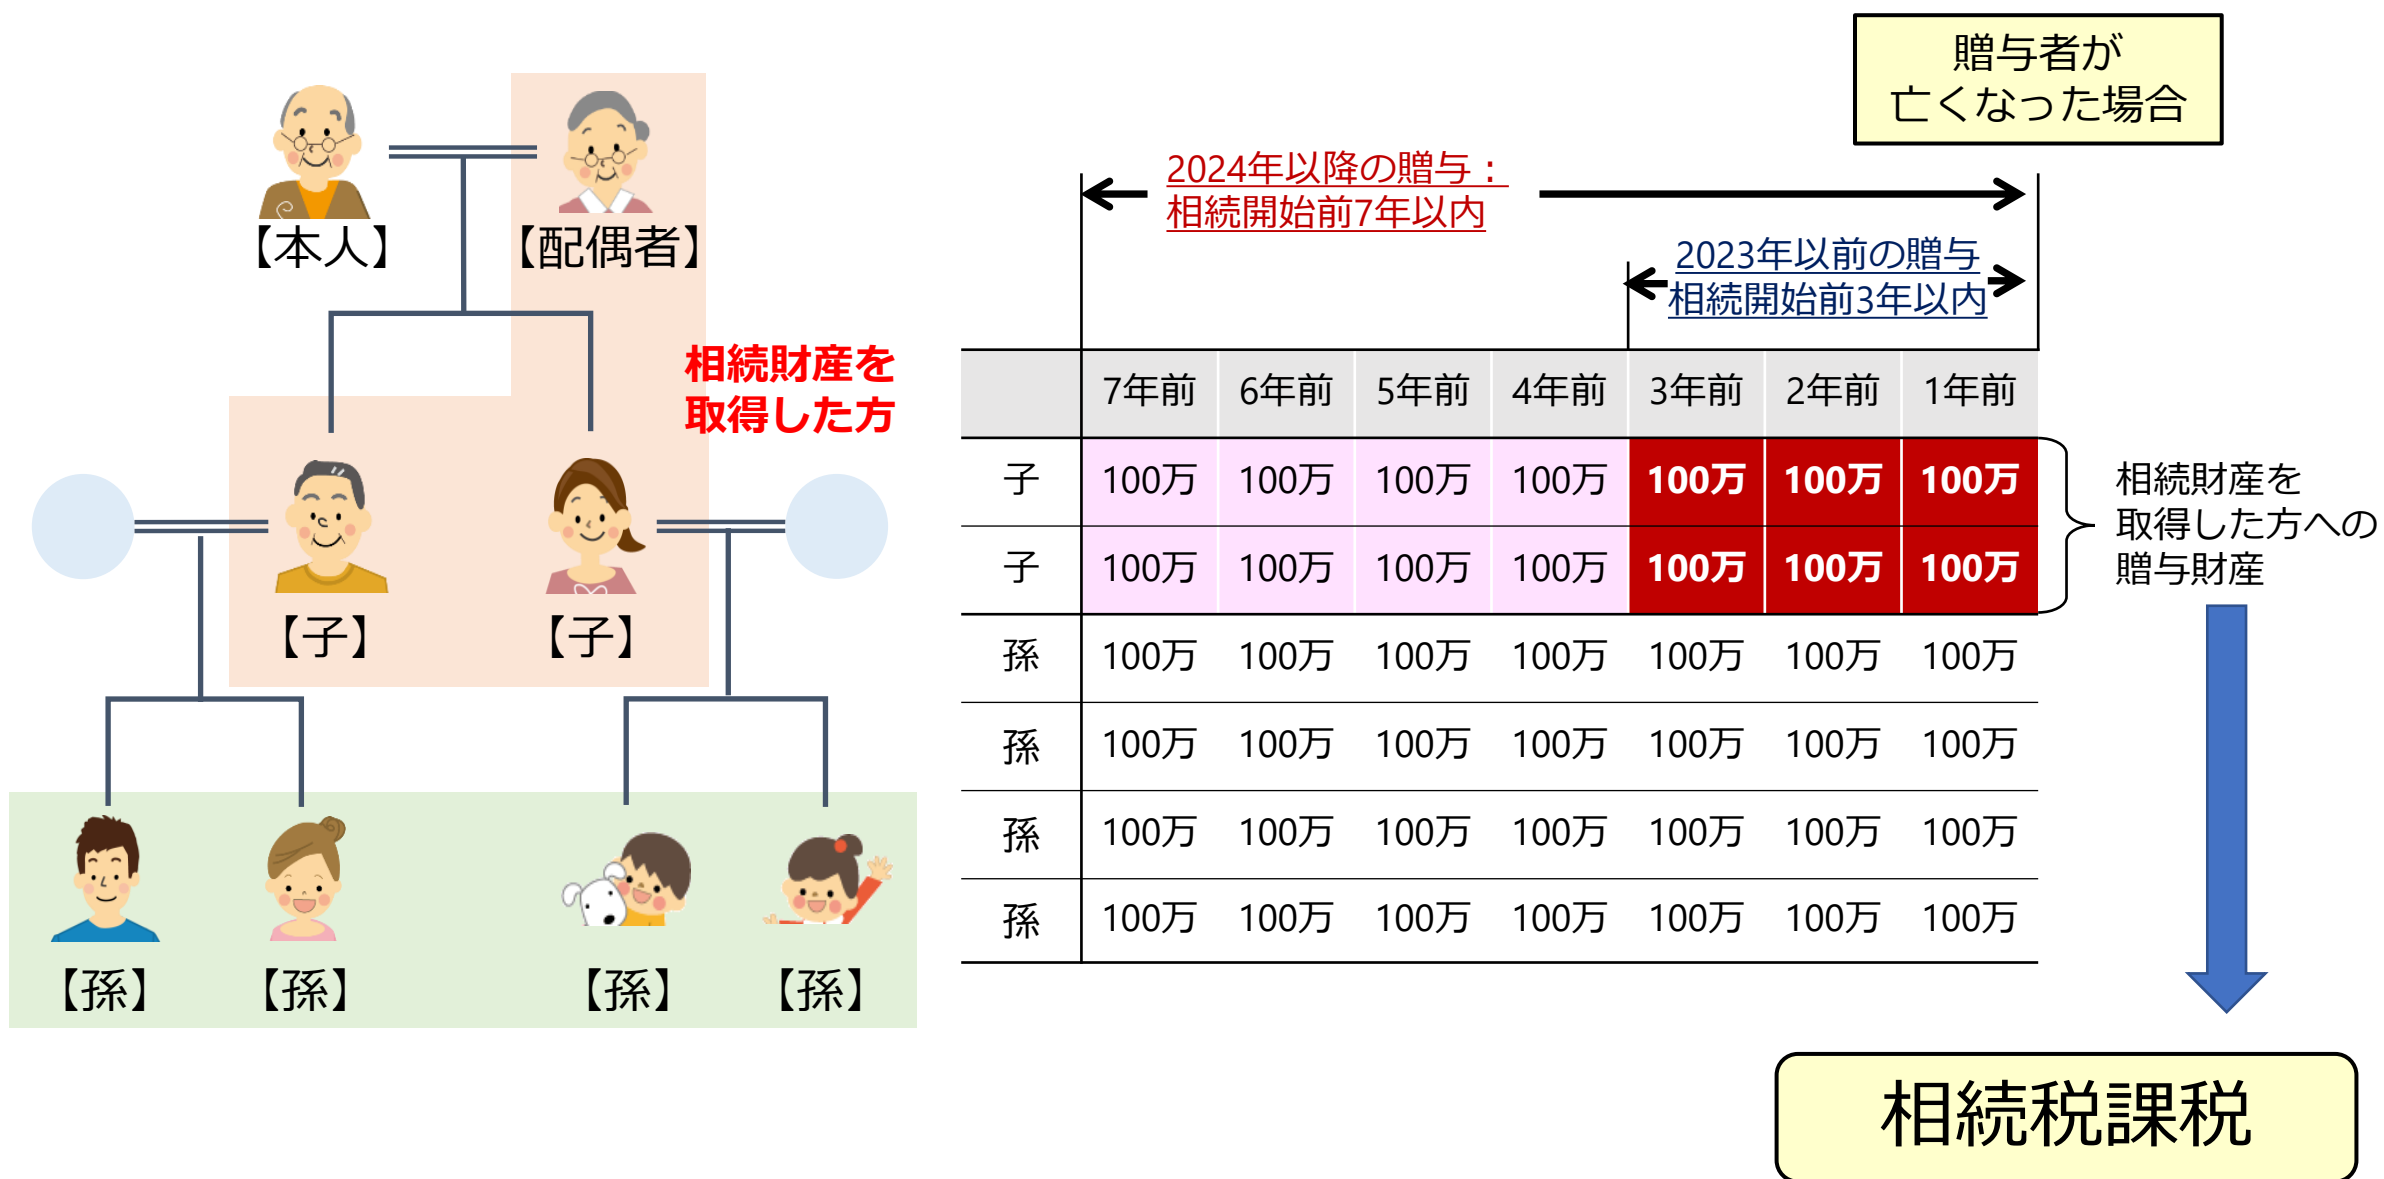 贈与者が
亡くなった場合
2024年以降の贈与：
相続開始前7年以内
2023年以前の贈与
相続開始前3年以内
【本人】
【配偶者】
相続財産を
取得した方
【子】
【子】
【孫】
【孫】
【孫】
【孫】
7年前 6年前 5年前 4年前 3年前 2年前 1年前
子 100万 100万 100万 100万 100万 100万 100万
子 100万 100万 100万 100万 100万 100万 100万
孫 100万 100万 100万 100万 100万 100万 100万
孫 100万 100万 100万 100万 100万 100万 100万
孫 100万 100万 100万 100万 100万 100万 100万
孫 100万 100万 100万 100万 100万 100万 100万
相続財産を
取得した方への
贈与財産
相続税課税